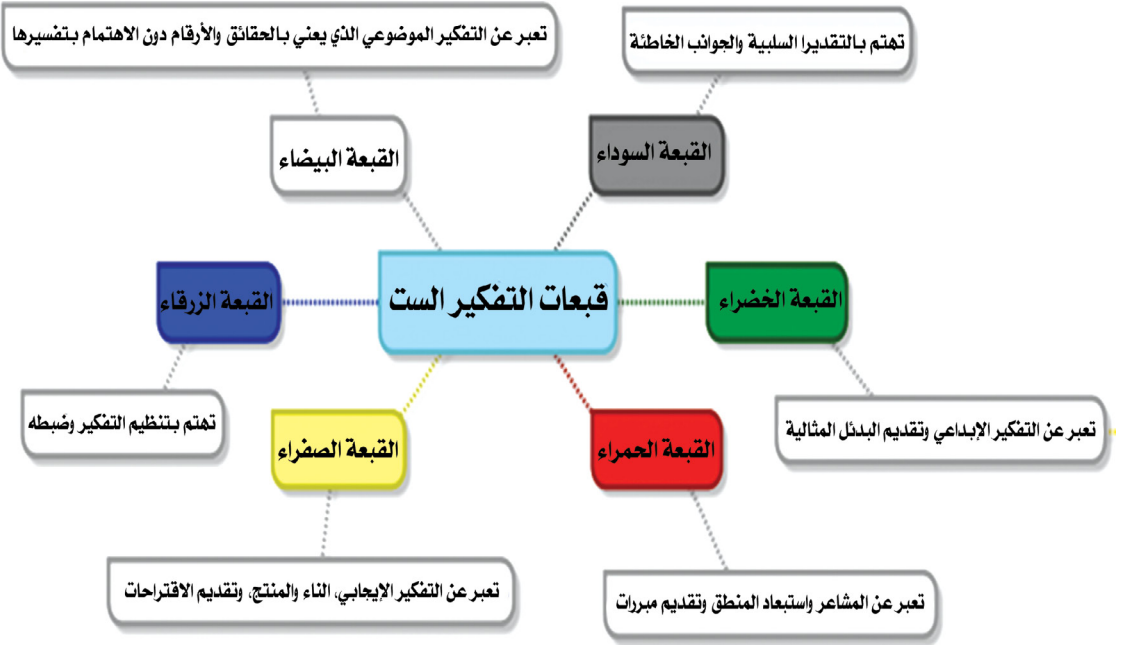 تهتم بالتقديرا السلبية والجوانب الخاطئة
تعبر عن التفكير الموضوعي الذي يعني بالحقائق والأرقام دون الاهتمام بتفسيرها
القبعة السوداء
القبعة البيضاء
قبعات التفكير الست
القبعة الخضراء
القبعة الزرقاء
تعبر عن التفكير الإبداعي وتقديم البدئل المثالية
تهتم بتنظيم التفكير وضبطه
القبعة الحمراء
القبعة الصفراء
تعبر عن المشاعر واستبعاد المنطق وتقديم مبررات
تعبر عن التفكير الإيجابي، الناء والمنتج، وتقديم الاقتراحات